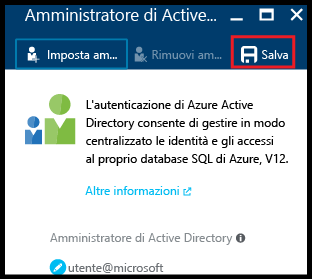 Amministratore di Active...
Imposta am...
Rimuovi am...
Salva
L'autenticazione di Azure Active
Directory consente di gestire in modo
centralizzato le identità e gli accessi
al proprio database SQL di Azure, V12.
Altre informazioni
Amministratore di Active Directory
utente@microsoft